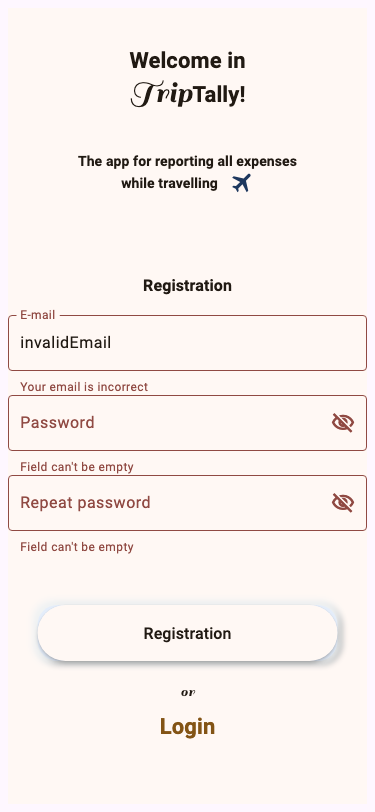 Welcome in
TripTally!
The app for reporting all expenses
while travelling
Registration
E-mail
invalidEmail
Your email is incorrect
Password
Field can't be empty
Repeat password
Field can't be empty
Registration
or
Login